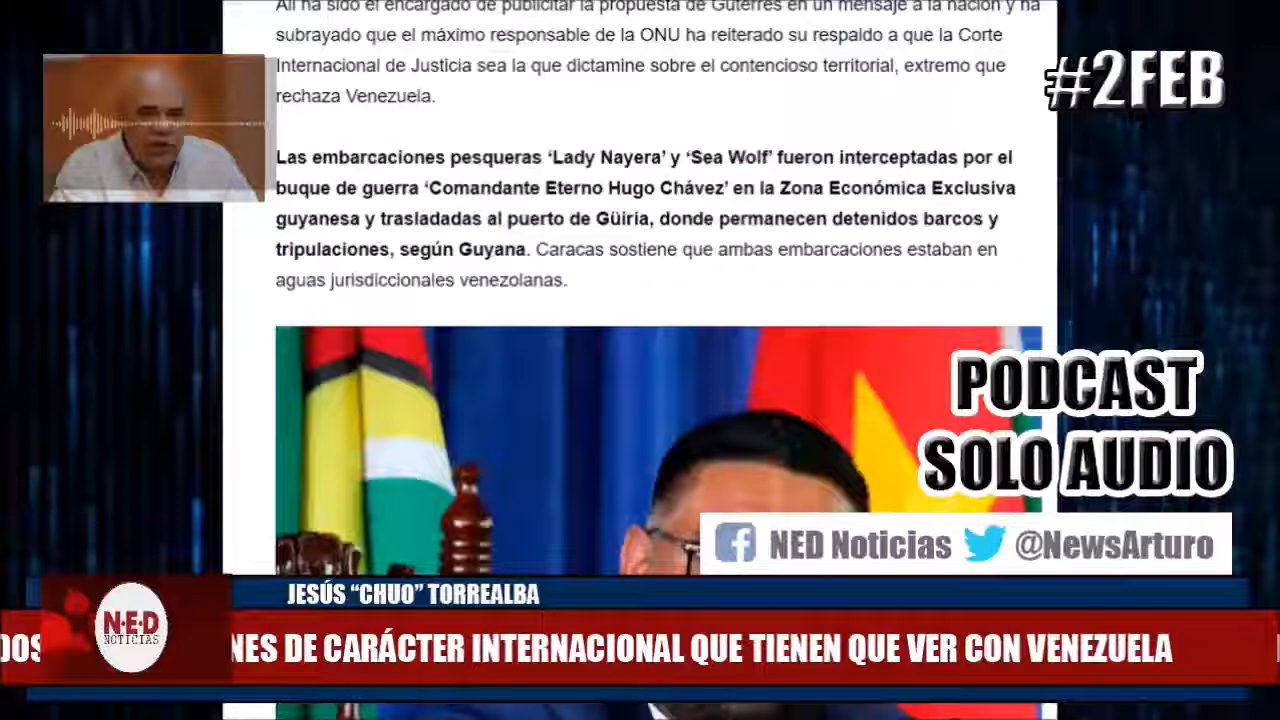 Ali ha sido el encargado de publicitar la propuesta de Guterres en un mensaje a la nación y ha
subrayado que el máximo responsable de la ONU ha reiterado su respaldo a que la Corte
Internacional de Justicia sea la que dictamine sobre el contencioso territorial, extremo que
rechaza Venezuela.
#2FEB
Las embarcaciones pesqueras ‘Lady Nayera’ y ‘Sea Wolf’ fueron interceptadas por el
buque de guerra ‘Comandante Eterno Hugo Chávez’ en la Zona Económica Exclusiva
guyanesa y trasladadas al puerto de Güiria, donde permanecen detenidos barcos y
tripulaciones, según Guyana. Caracas sostiene que ambas embarcaciones estaban en
aguas jurisdiccionales venezolanas.
PODCAST
SOLO AUDIO
NED Noticias @NewsArturo
JESÚS “CHUO” TORREALBA
N·E·D
NOTICIAS
DOS NES DE CARÁCTER INTERNACIONAL QUE TIENEN QUE VER CON VENEZUELA